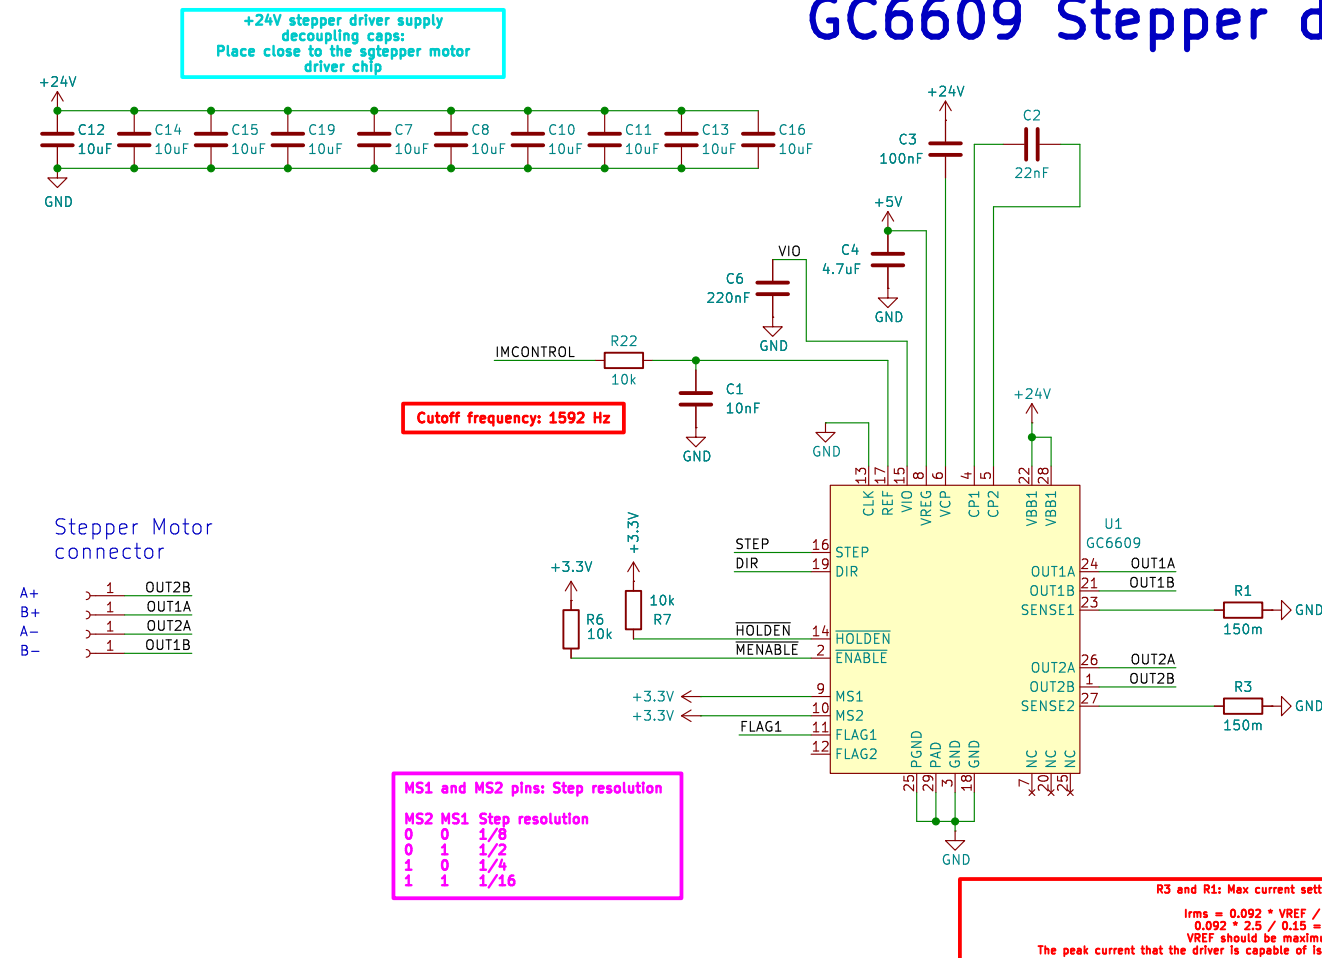 GC6609 Stepper d
+24V stepper driver supply
decoupling caps:
Place close to the sgtepper motor
driver chip
+24V
C12
10uF
C14
10uF
C15
10uF
C19
10uF
C7
10uF
C8
10uF
C10
10uF
C11
10uF
C13
10uF
C16
10uF
GND
+24V
C3
100nF
C2
22nF
+5V
C4
4.7uF
GND
VIO
C6
220nF
GND
IMCONTROL
R22
10k
C1
10nF
GND
Cutoff frequency: 1592 Hz
GND
+24V
13 17 15 8 6 4 5 22 28
CLK REF VIO VREG VCP CP1 CP2 VBB1 VBB1
U1
GC6609
Stepper Motor
connector
A+ 1 OUT2B
B+ 1 OUT1A
A- 1 OUT2A
B- 1 OUT1B
+3.3V
+3.3V
R6
10k
10k
R7
STEP 16 STEP
DIR 19 DIR
HOLDEN 14 HOLDEN
MENABLE 2 ENABLE
+3.3V 9 MS1
+3.3V 10 MS2
FLAG1 11 FLAG1
12 FLAG2
OUT1A 24 OUT1A
OUT1B 21 OUT1B
SENSE1 23
R1
150m
GND
OUT2A 26 OUT2A
OUT2B 1 OUT2B
SENSE2 27
R3
150m
GND
PGND PAD GND GND NC NC NC
25 29 3 18 7 20 25
GND
MS1 and MS2 pins: Step resolution
MS2 MS1 Step resolution
0 0 1/8
0 1 1/2
1 0 1/4
1 1 1/16
R3 and R1: Max current sett
Irms = 0.092 * VREF /
0.092 * 2.5 / 0.15 =
VREF should be maxim
The peak current that the driver is capable of is